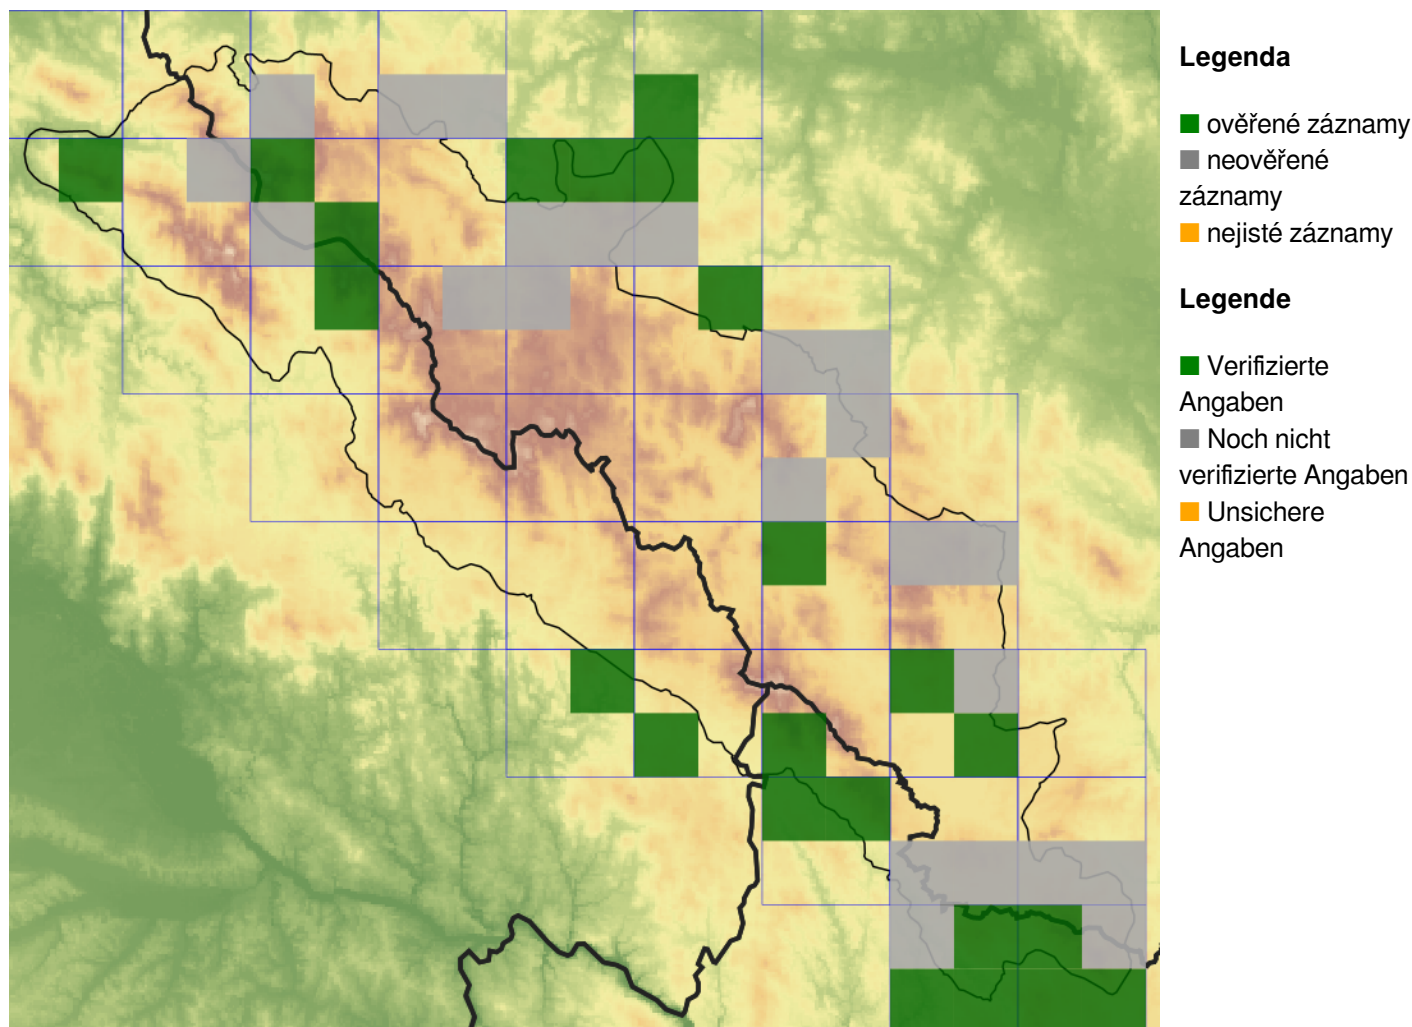 Legenda
ověřené záznamy
neověřené
záznamy
nejisté záznamy
Legende
Verifizierte
Angaben
Noch nicht
verifizierte Angaben
Unsichere
Angaben